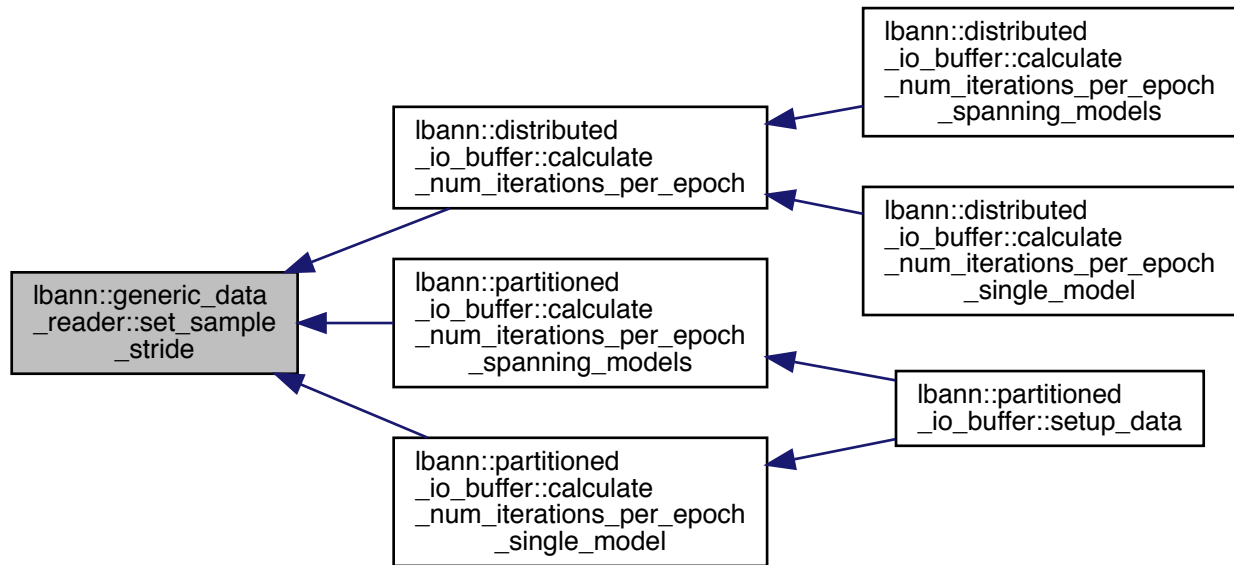 lbann::generic_data
_reader::set_sample
_stride
lbann::distributed
_io_buffer::calculate
_num_iterations_per_epoch
lbann::partitioned
_io_buffer::calculate
_num_iterations_per_epoch
_spanning_models
lbann::partitioned
_io_buffer::calculate
_num_iterations_per_epoch
_single_model
lbann::distributed
_io_buffer::calculate
_num_iterations_per_epoch
_spanning_models
lbann::distributed
_io_buffer::calculate
_num_iterations_per_epoch
_single_model
lbann::partitioned
_io_buffer::setup_data